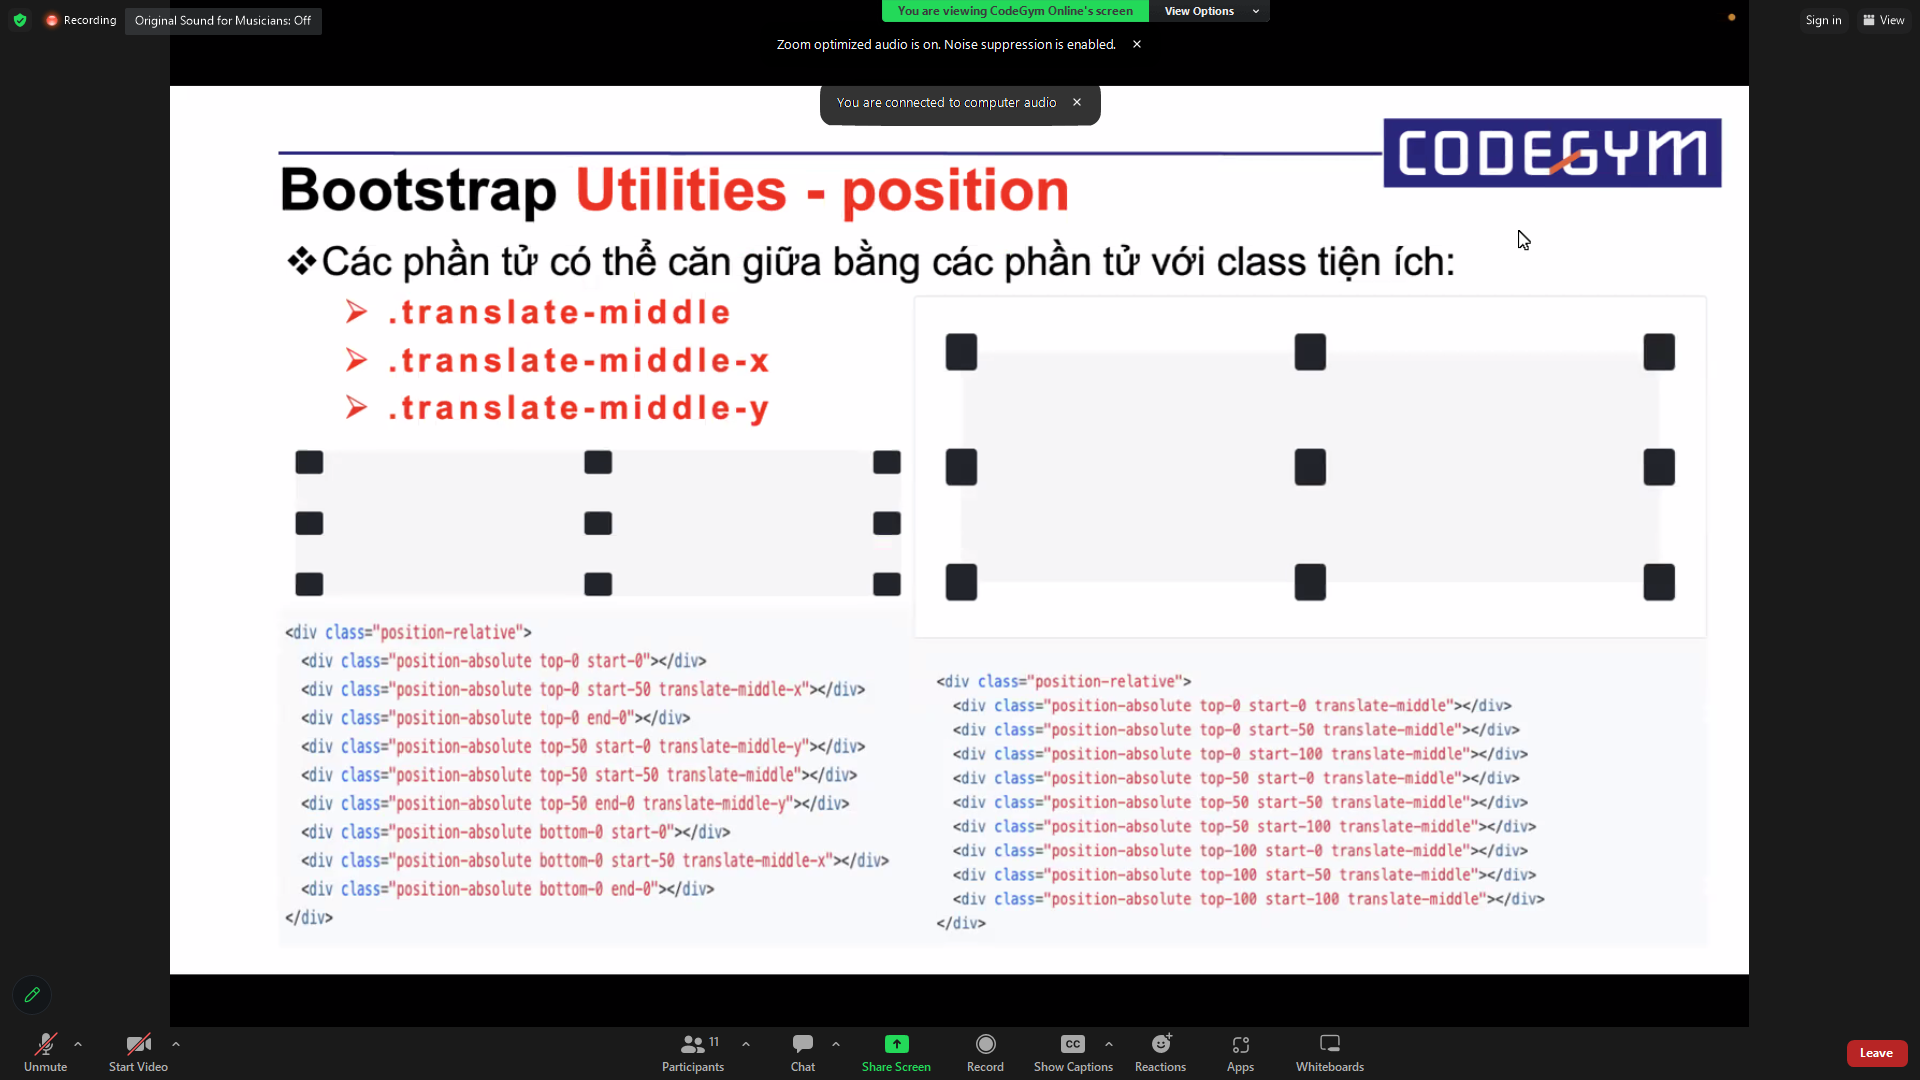 Recording
Original Sound for Musicians: Off
You are viewing CodeGym Online's screen
View Options
Sign in
View
Zoom optimized audio is on. Noise suppression is enabled.
You are connected to computer audio
CODEGYM
Bootstrap Utilities - position
❖Các phần tử có thể căn giữa bằng các phần tử với class tiện ích:
➢ .translate-middle
➢ .translate-middle-x
➢ .translate-middle-y
<div class="position-relative">
<div class="position-absolute top-0 start-0"></div>
<div class="position-absolute top-0 start-50 translate-middle-x"></div>
<div class="position-absolute top-0 end-0"></div>
<div class="position-absolute top-50 start-0 translate-middle-y"></div>
<div class="position-absolute top-50 start-50 translate-middle"></div>
<div class="position-absolute top-50 end-0 translate-middle-y"></div>
<div class="position-absolute bottom-0 start-0"></div>
<div class="position-absolute bottom-0 start-50 translate-middle-x"></div>
<div class="position-absolute bottom-0 end-0"></div>
</div>
<div class="position-relative">
<div class="position-absolute top-0 start-0 translate-middle"></div>
<div class="position-absolute top-0 start-50 translate-middle"></div>
<div class="position-absolute top-0 start-100 translate-middle"></div>
<div class="position-absolute top-50 start-0 translate-middle"></div>
<div class="position-absolute top-50 start-50 translate-middle"></div>
<div class="position-absolute top-50 start-100 translate-middle"></div>
<div class="position-absolute top-100 start-0 translate-middle"></div>
<div class="position-absolute top-100 start-50 translate-middle"></div>
<div class="position-absolute top-100 start-100 translate-middle"></div>
</div>
Unmute
Start Video
11
Participants
Chat
Share Screen
Record
CC
Show Captions
Reactions
Apps
Whiteboards
Leave